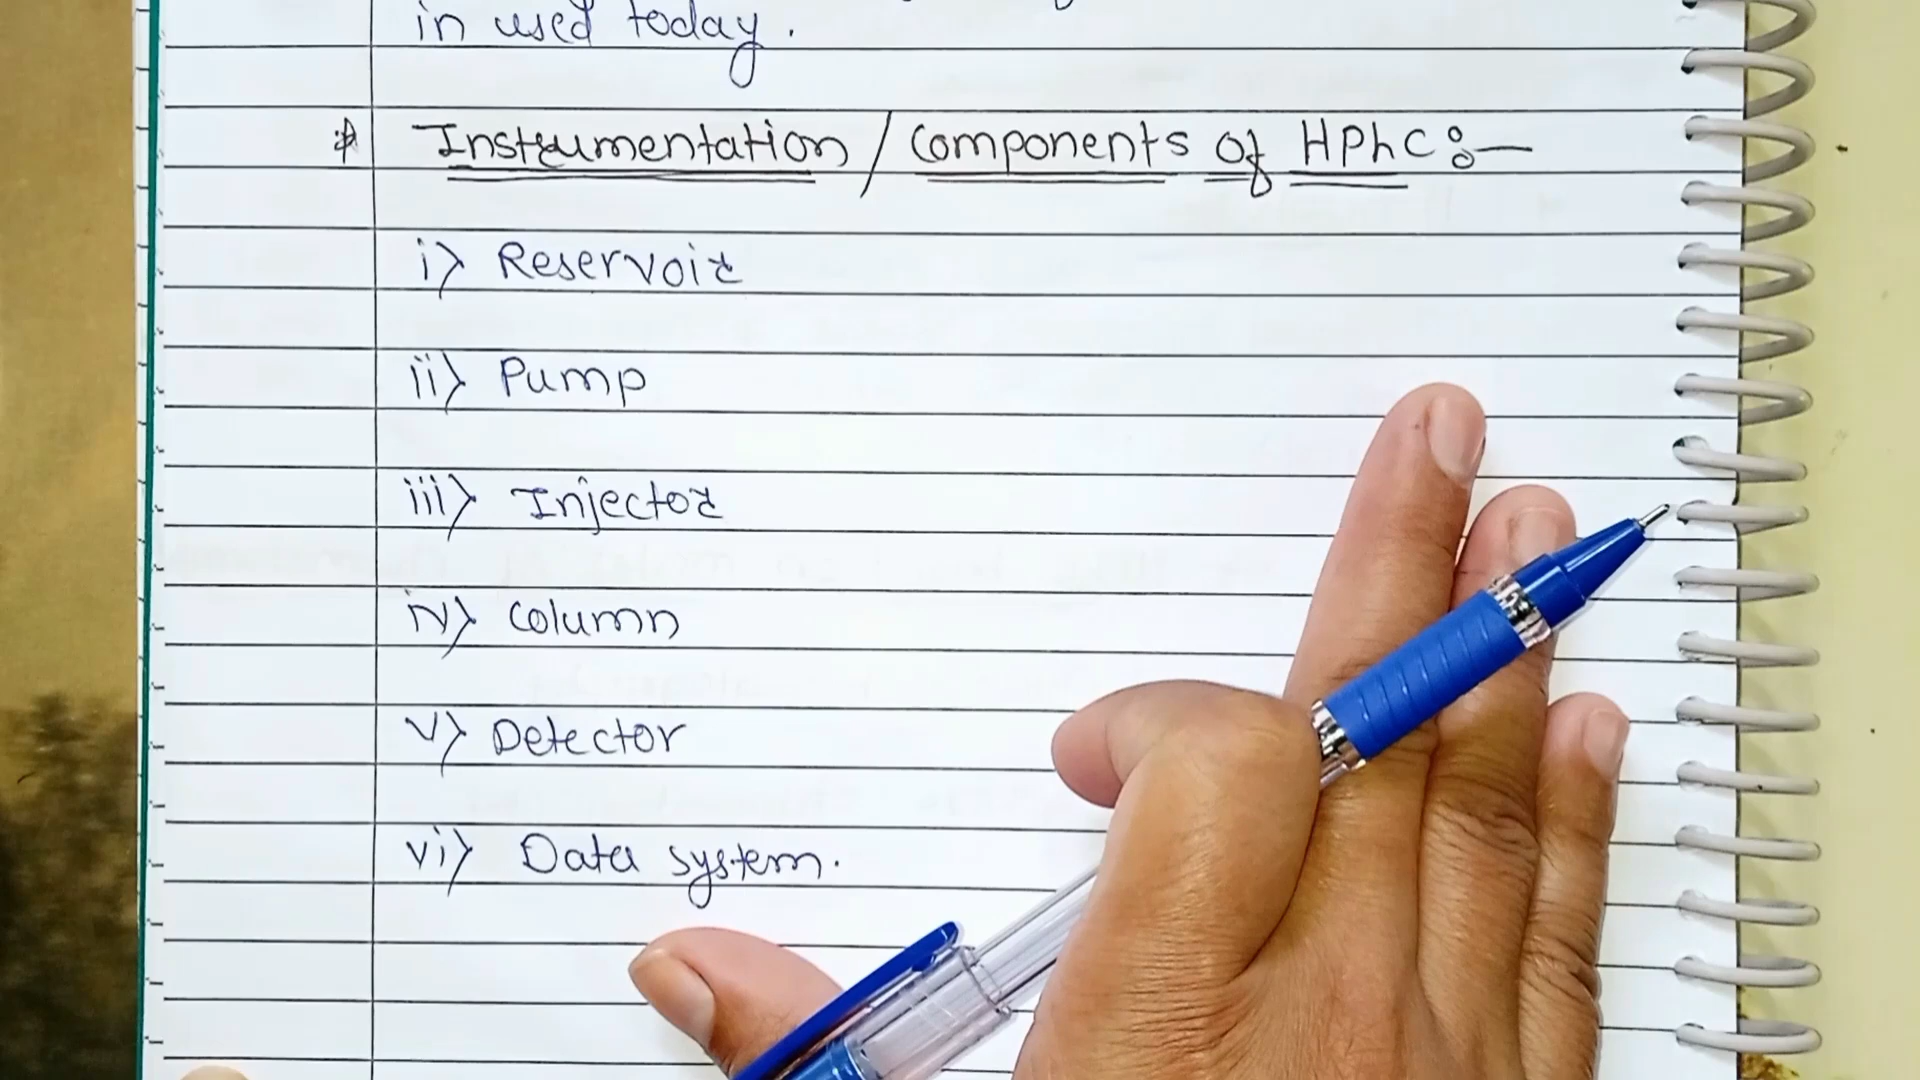 in used today.
* Instrumentation / Components Of HPLC :-
i> Reservoir
ii> Pump
iii> Injector
iv> Column
v> Detector
vi> Data system.